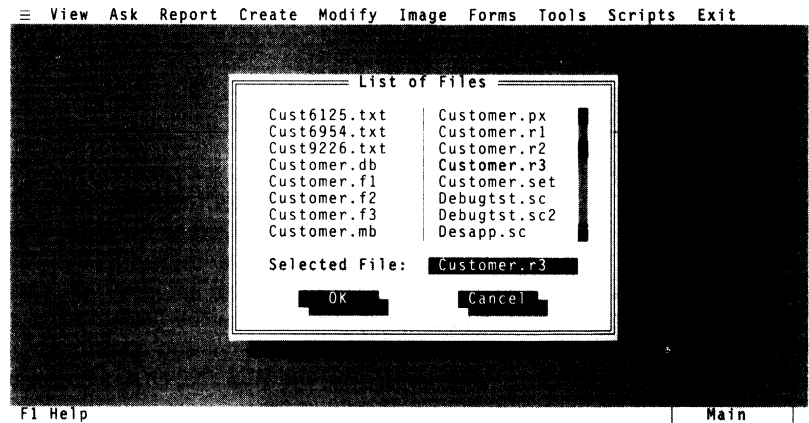 ≡ View Ask Report Create Modify Image Forms Tools Scripts Exit
List of Files
Cust6125.txt Customer.px
Cust6954.txt Customer.r1
Cust9226.txt Customer.r2
Customer.db Customer.r3
Customer.f1 Customer.set
Customer.f2 Debugtst.sc
Customer.f3 Debugtst.sc2
Customer.mb Desapp.sc
Selected File: Customer.r3
OK Cancel
F1 Help Main